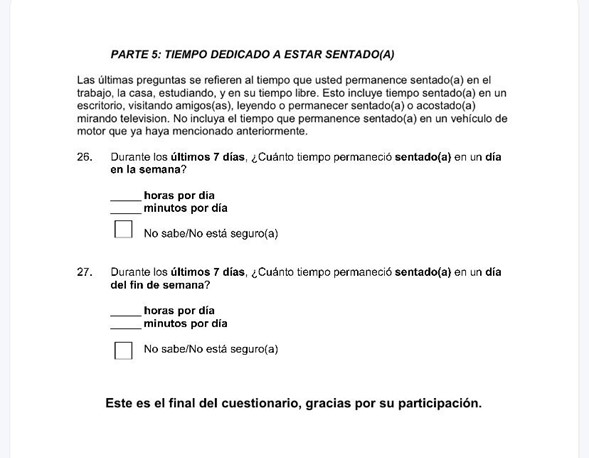 PARTE 5: TIEMPO DEDICADO A ESTAR SENTADO(A)
Las últimas preguntas se refieren al tiempo que usted permanence sentado(a) en el
trabajo, la casa, estudiando, y en su tiempo libre. Esto incluye tiempo sentado(a) en un
escritorio, visitando amigos(as), leyendo o permanecer sentado(a) o acostado(a)
mirando television. No incluya el tiempo que permanence sentado(a) en un vehículo de
motor que ya haya mencionado anteriormente.
26. Durante los últimos 7 días, ¿Cuánto tiempo permaneció sentado(a) en un día
en la semana?
_____ horas por día
_____ minutos por día
No sabe/No está seguro(a)
27. Durante los últimos 7 días, ¿Cuánto tiempo permaneció sentado(a) en un día
del fin de semana?
_____ horas por día
_____ minutos por día
No sabe/No está seguro(a)
Este es el final del cuestionario, gracias por su participación.